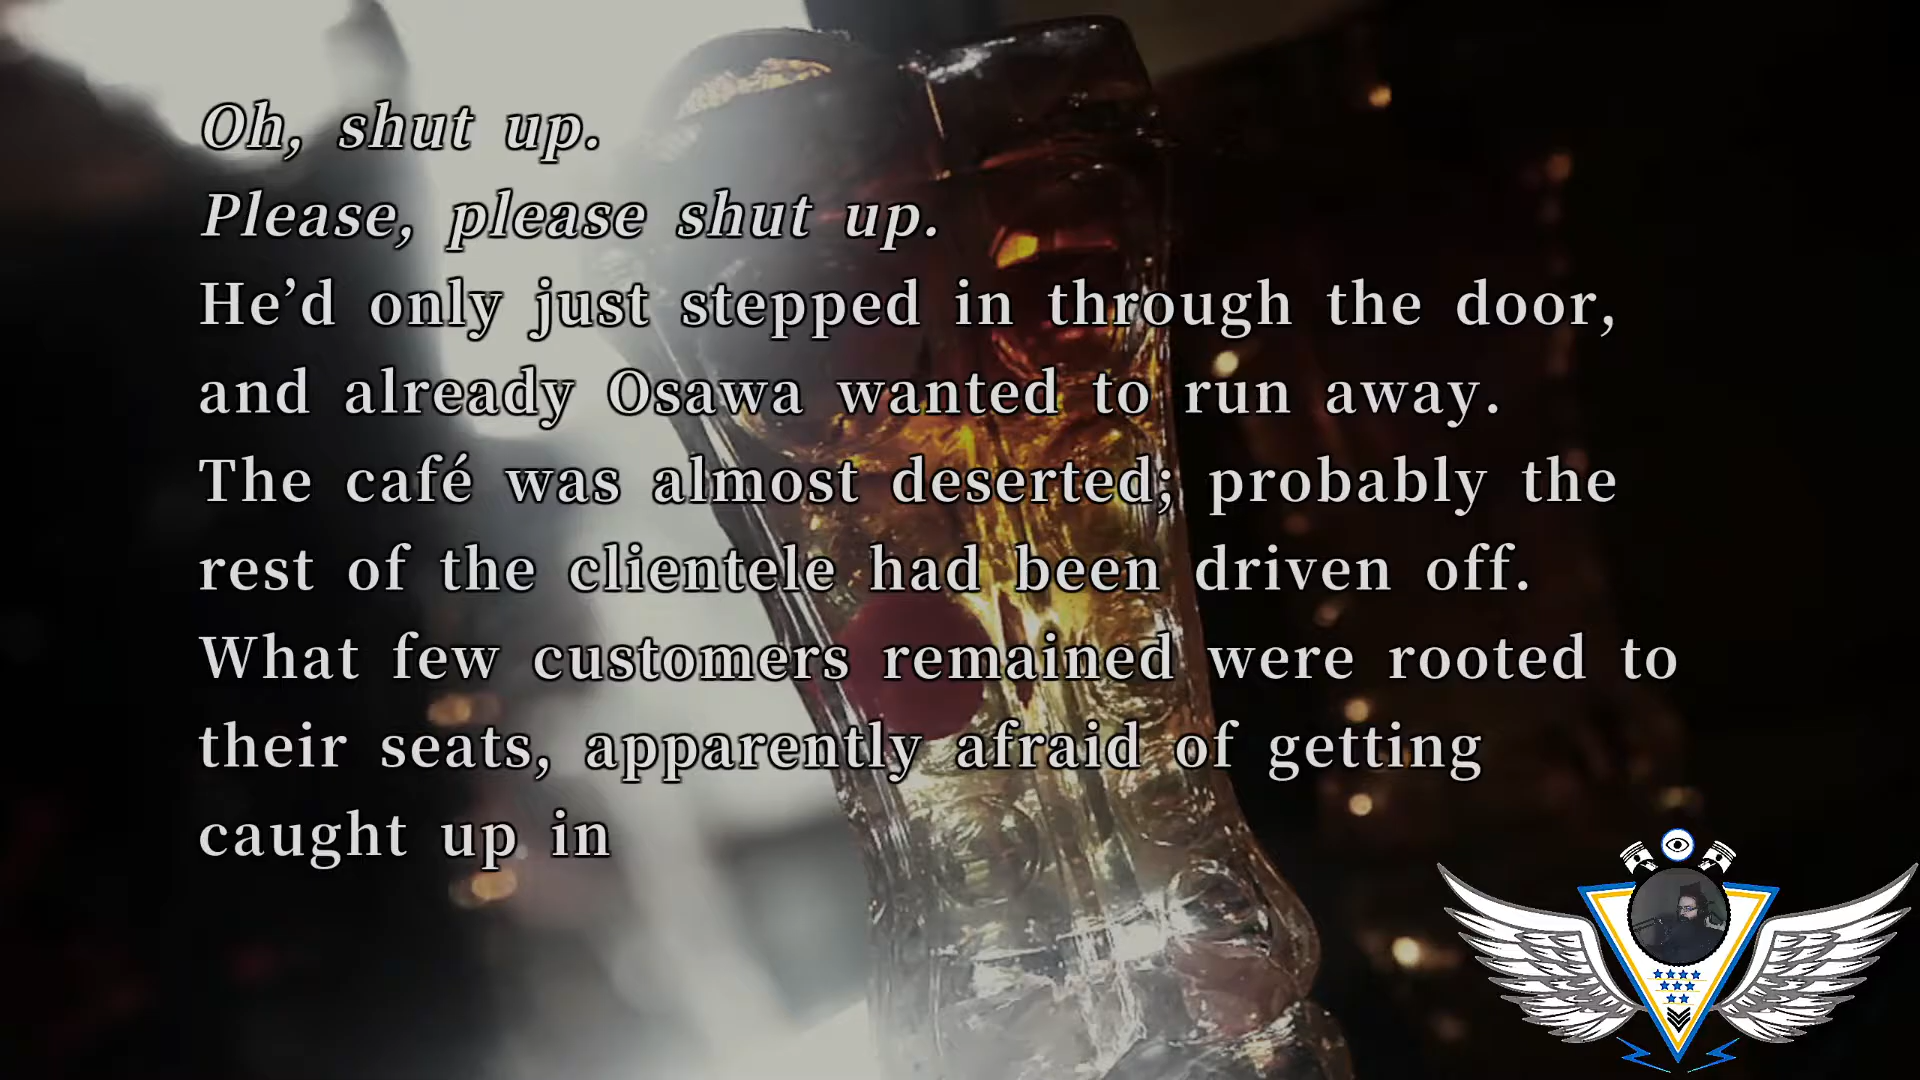 Oh, shut up.
Please, please shut up.
He’d only just stepped in through the door,
and already Osawa wanted to run away.
The café was almost deserted; probably the
rest of the clientele had been driven off.
What few customers remained were rooted to
their seats, apparently afraid of getting
caught up in